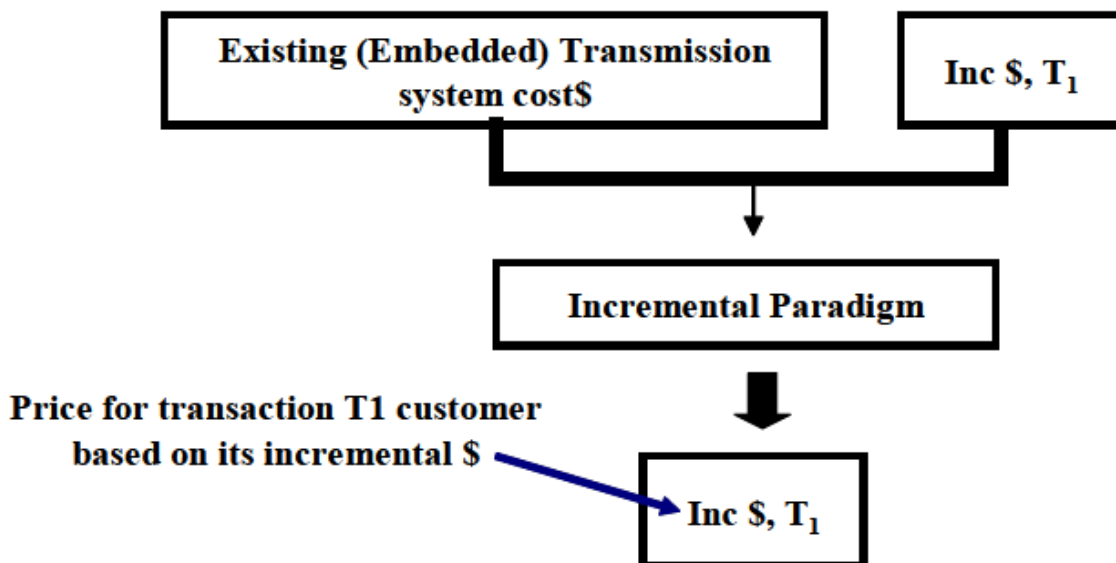 Existing (Embedded) Transmission
system cost$
Inc $, T₁
Incremental Paradigm
Price for transaction T1 customer
based on its incremental $
Inc $, T₁